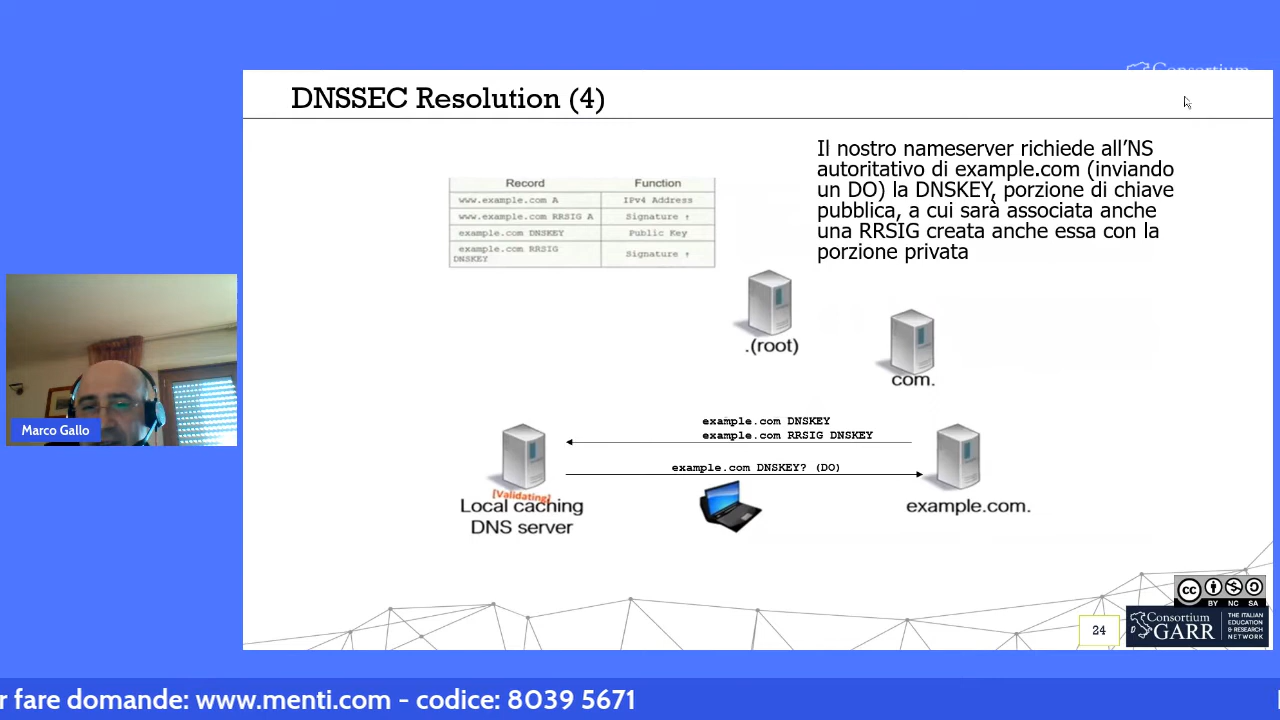 Consortium
DNSSEC Resolution (4)
Il nostro nameserver richiede all’NS
autoritativo di example.com (inviando
un DO) la DNSKEY, porzione di chiave
pubblica, a cui sarà associata anche
una RRSIG creata anche essa con la
porzione privata
Record Function
www.example.com A IPv4 Address
www.example.com RRSIG A Signature ↑
example.com DNSKEY Public Key
example.com RRSIG
DNSKEY Signature ↑
.(root)
com.
example.com DNSKEY
example.com RRSIG DNSKEY
example.com DNSKEY? (DO)
[Validating]
Local caching
DNS server
example.com.
Marco Gallo
24
cc
BY NC SA
Consortium
GARR
THE ITALIAN
EDUCATION
& RESEARCH
NETWORK
r fare domande: www.menti.com - codice: 8039 5671